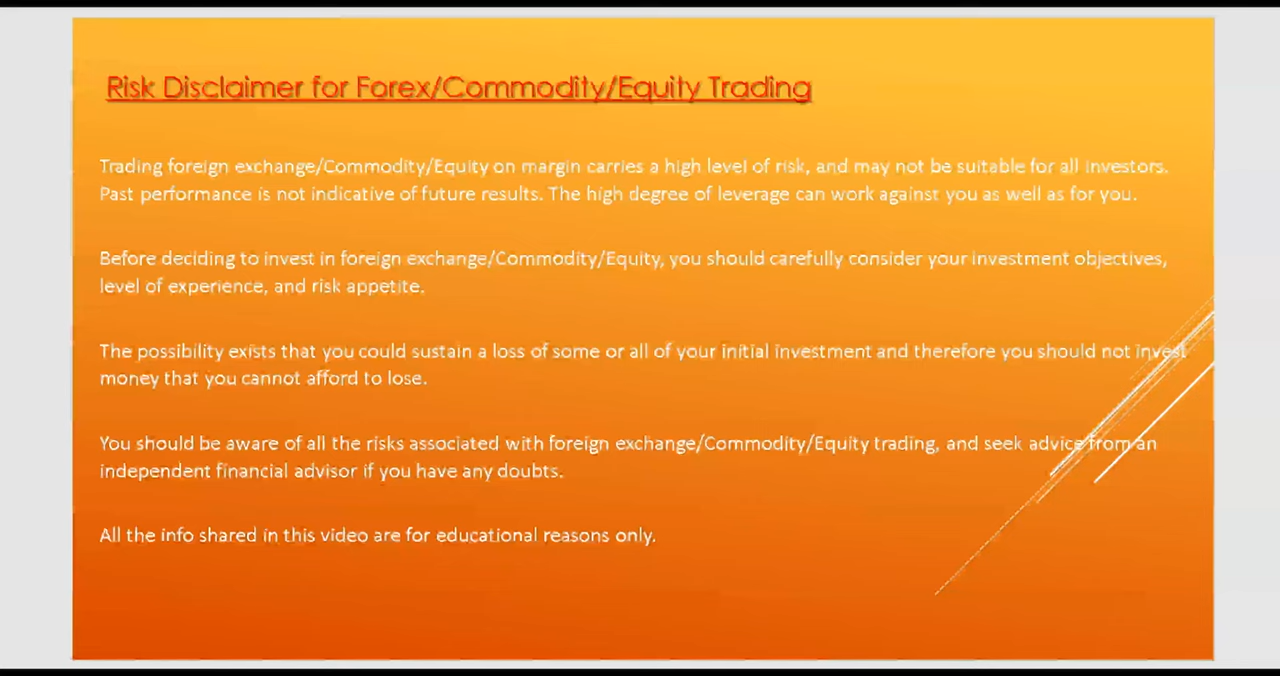 Risk Disclaimer for Forex/Commodity/Equity Trading
Trading foreign exchange/Commodity/Equity on margin carries a high level of risk, and may not be suitable for all investors.
Past performance is not indicative of future results. The high degree of leverage can work against you as well as for you.
Before deciding to invest in foreign exchange/Commodity/Equity, you should carefully consider your investment objectives,
level of experience, and risk appetite.
The possibility exists that you could sustain a loss of some or all of your initial investment and therefore you should not invest
money that you cannot afford to lose.
You should be aware of all the risks associated with foreign exchange/Commodity/Equity trading, and seek advice from an
independent financial advisor if you have any doubts.
All the info shared in this video are for educational reasons only.